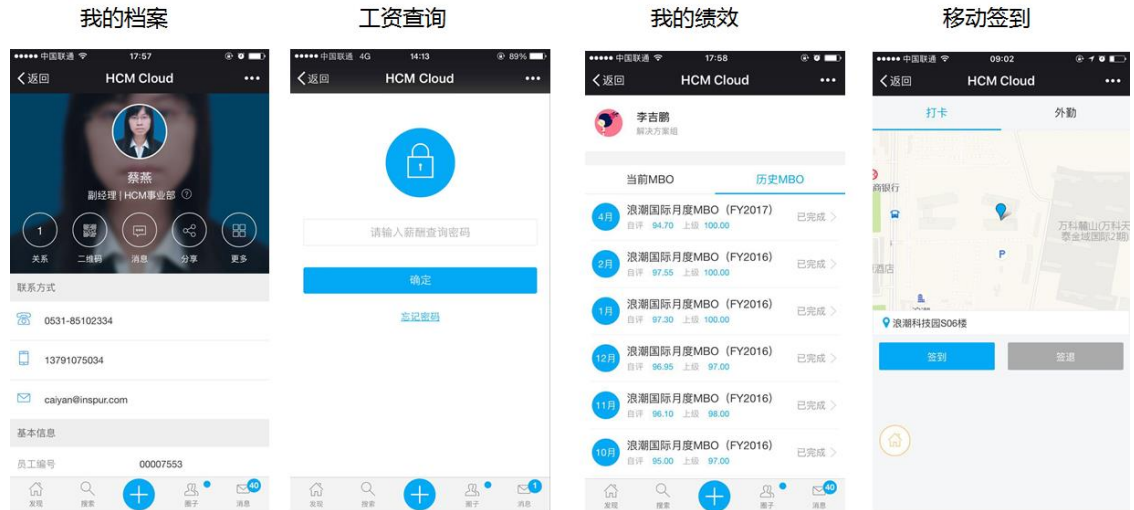 我的档案
工资查询
我的绩效
移动签到
中国联通 17:57
返回 HCM Cloud
蔡燕
副经理 | HCM事业部
1
关系 二维码 消息 分享 更多
联系方式
0531-85102334
13791075034
caiyan@inspur.com
基本信息
员工编号 00007553
发现 搜索 圈子 消息 40
中国联通 4G 14:13 89%
返回 HCM Cloud
1
请输入薪酬查询密码
确定
忘记密码
发现 搜索 圈子 消息 1
中国联通 17:58
返回 HCM Cloud
李吉鹏
解决方案组
当前MBO 历史MBO
4月 浪潮国际月度MBO（FY2017） 已完成
自评 94.70 上级 100.00
2月 浪潮国际月度MBO（FY2016） 已完成
自评 97.55 上级 100.00
1月 浪潮国际月度MBO（FY2016） 已完成
自评 97.30 上级 100.00
12月 浪潮国际月度MBO（FY2016） 已完成
自评 96.95 上级 97.00
11月 浪潮国际月度MBO（FY2016） 已完成
自评 96.10 上级 98.00
10月 浪潮国际月度MBO（FY2016） 已完成
自评 95.00 上级 97.00
发现 搜索 圈子 消息 40
中国联通 09:02
返回 HCM Cloud
打卡 外勤
商银行
万科麓山(万科天
泰金域国际2期)
P
酒店
浪潮科技园S06楼
签到 签退